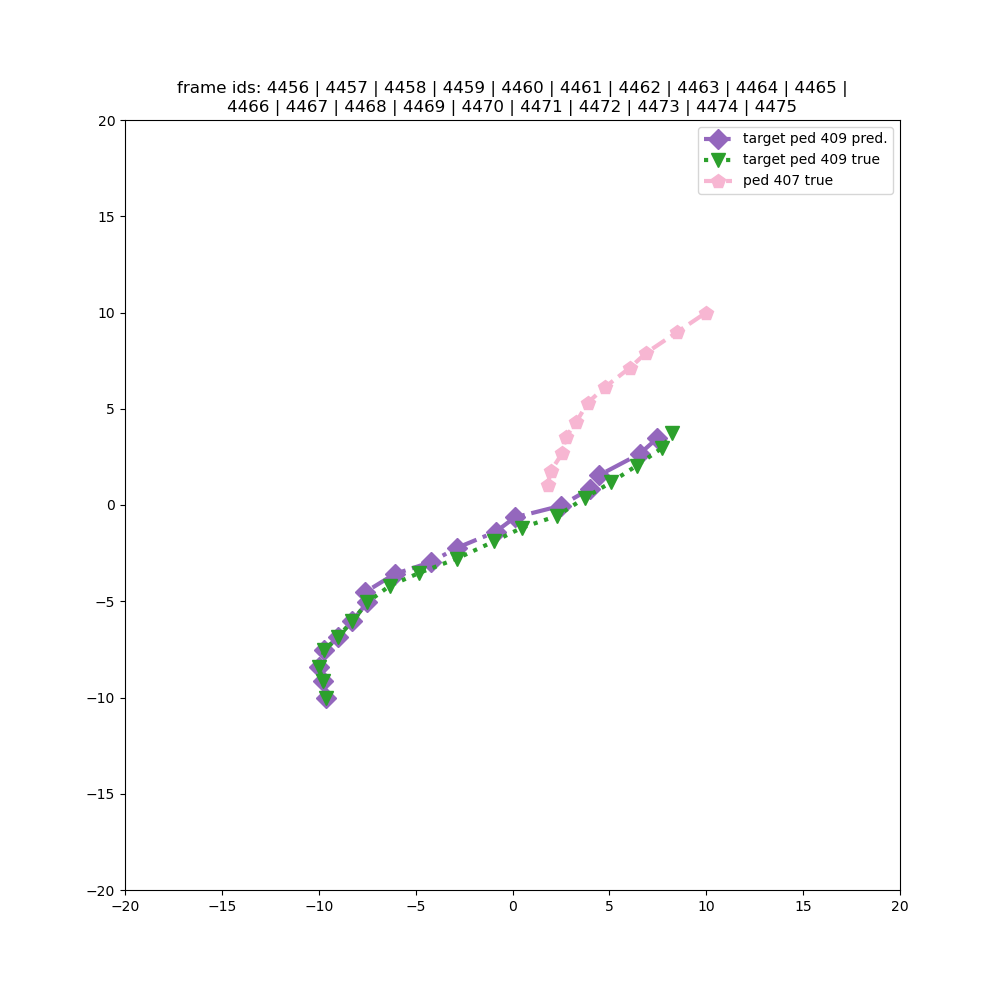 frame ids: 4456 | 4457 | 4458 | 4459 | 4460 | 4461 | 4462 | 4463 | 4464 | 4465 |
4466 | 4467 | 4468 | 4469 | 4470 | 4471 | 4472 | 4473 | 4474 | 4475
target ped 409 pred.
target ped 409 true
ped 407 true
20
15
10
5
0
−5
−10
−15
−20
−20 −15 −10 −5 0 5 10 15 20